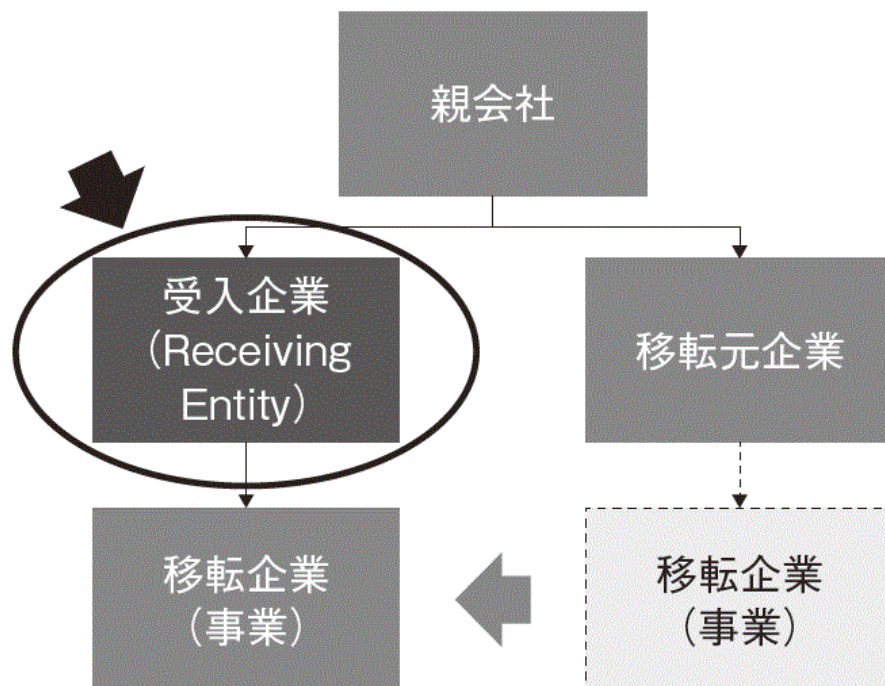 親会社
受入企業
（Receiving
Entity）
移転元企業
移転企業
（事業）
移転企業
（事業）